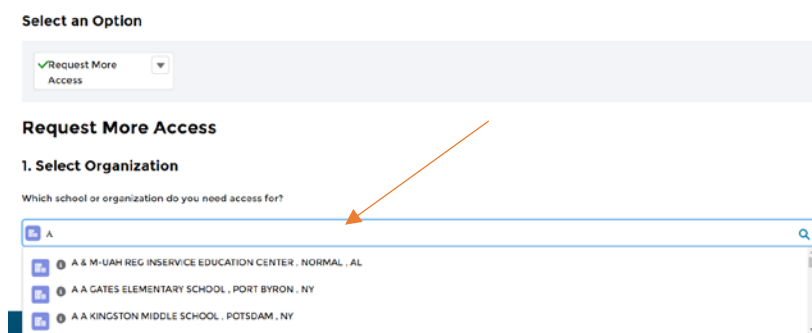 Select an Option
Request More
Access
Request More Access
1. Select Organization
Which school or organization do you need access for?
A
A & M-UAH REG INSERVICE EDUCATION CENTER , NORMAL , AL
A A GATES ELEMENTARY SCHOOL , PORT BYRON , NY
A A KINGSTON MIDDLE SCHOOL , POTSDAM , NY